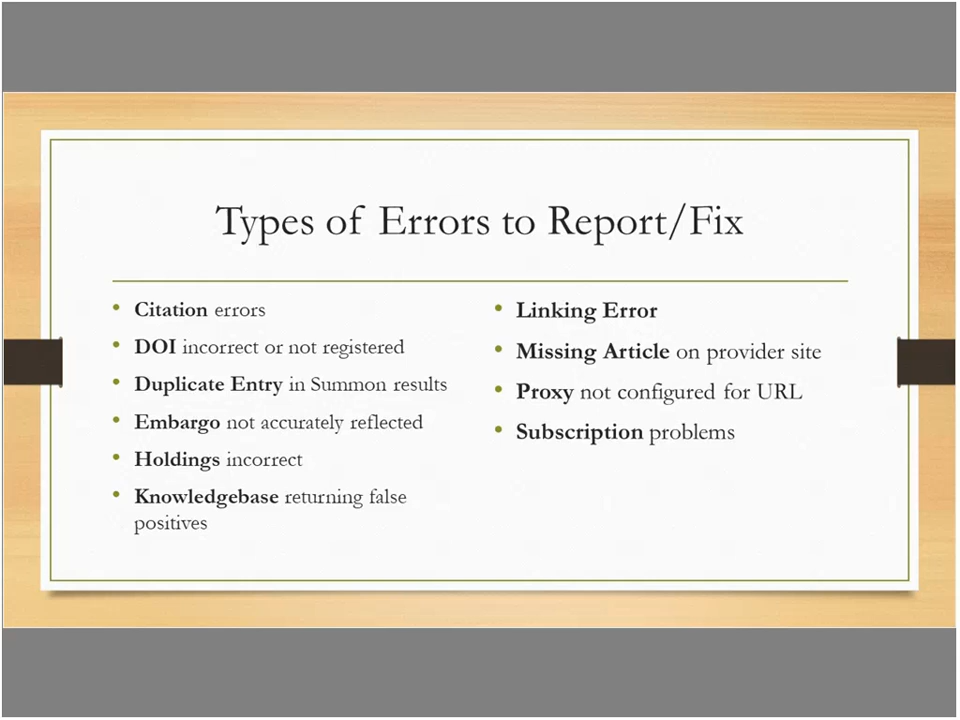 Types of Errors to Report/Fix
• Citation errors
• DOI incorrect or not registered
• Duplicate Entry in Summon results
• Embargo not accurately reflected
• Holdings incorrect
• Knowledgebase returning false
positives
• Linking Error
• Missing Article on provider site
• Proxy not configured for URL
• Subscription problems